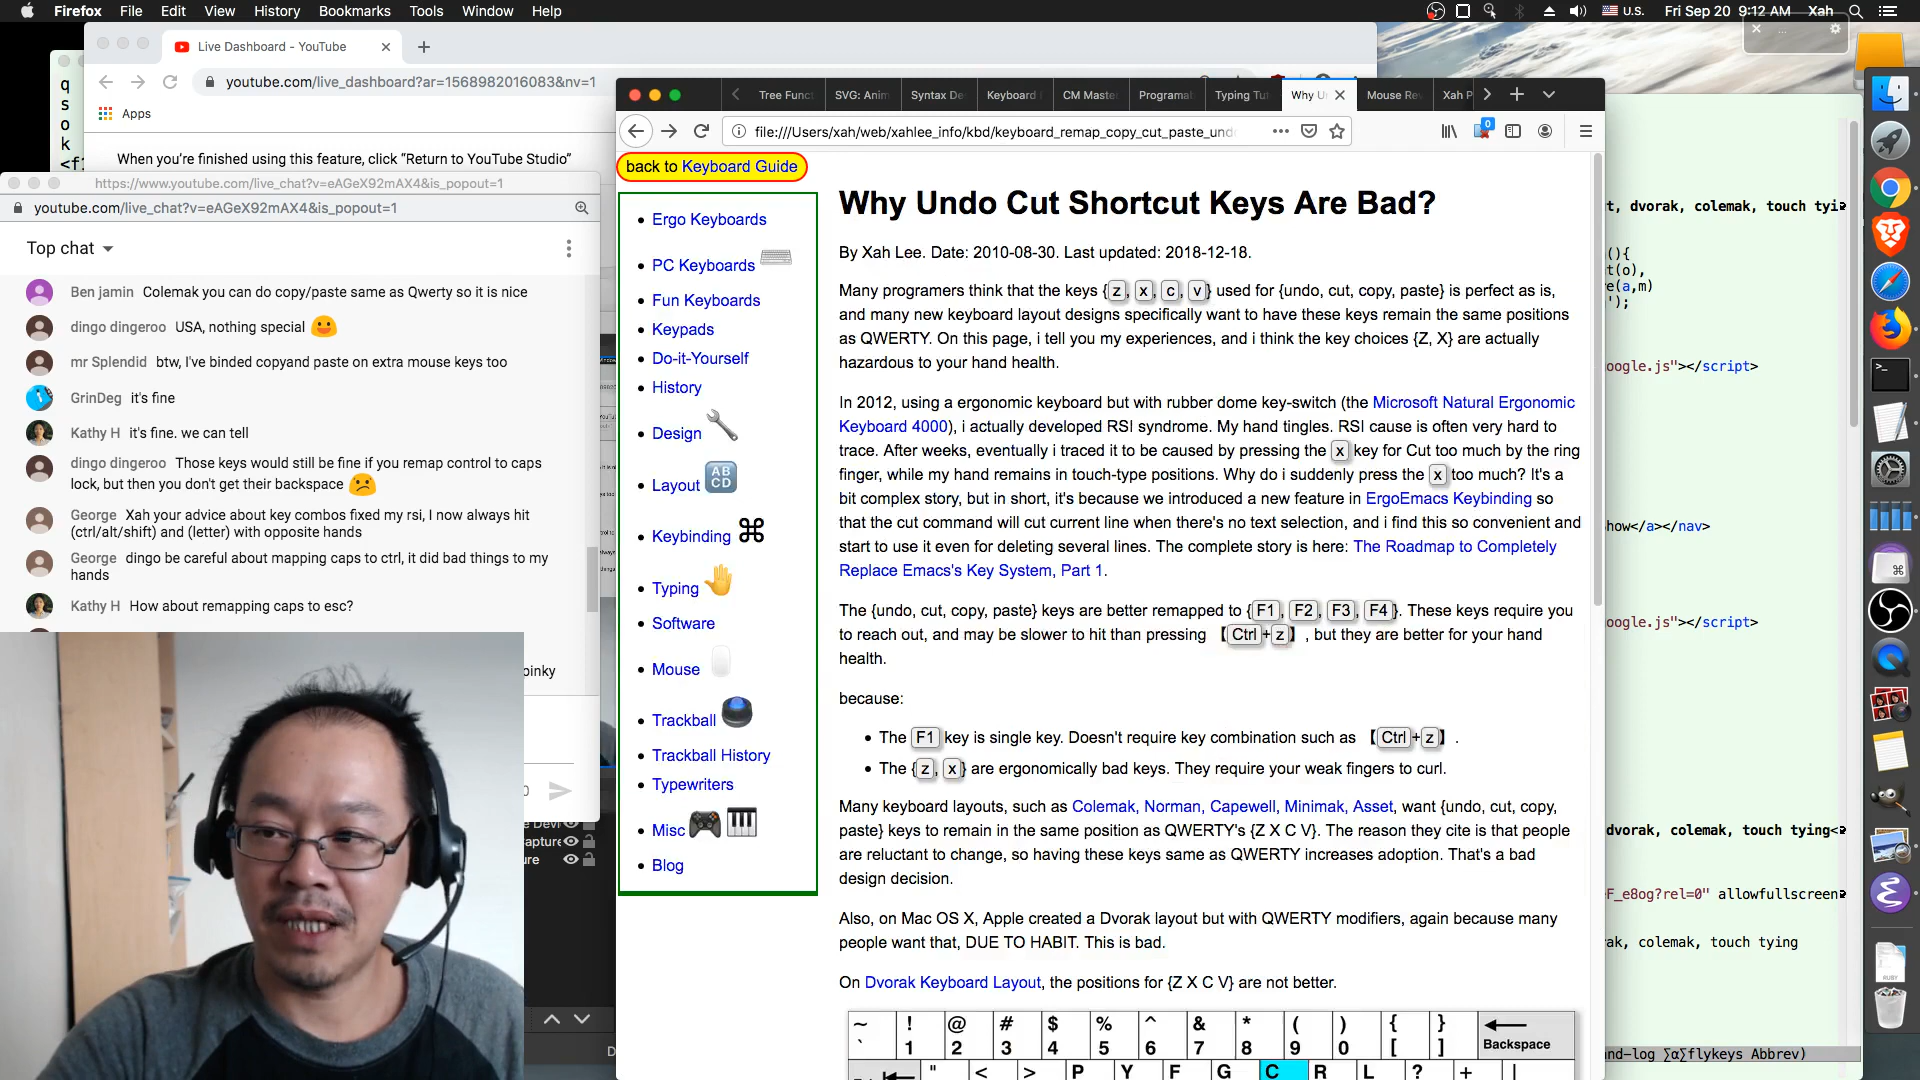 Firefox File Edit View History Bookmarks Tools Window Help
U.S. Fri Sep 20 9:12 AM Xah
Live Dashboard - YouTube
youtube.com/live_dashboard?ar=1568982016083&nv=1
Apps
When you're finished using this feature, click “Return to YouTube Studio”
q
s
o
k
https://www.youtube.com/live_chat?v=eAGeX92mAX4&is_popout=1
youtube.com/live_chat?v=eAGeX92mAX4&is_popout=1
Top chat
Ben jamin Colemak you can do copy/paste same as Qwerty so it is nice
dingo dingeroo USA, nothing special
mr Splendid btw, I've binded copyand paste on extra mouse keys too
GrinDeg it's fine
Kathy H it's fine. we can tell
dingo dingeroo Those keys would still be fine if you remap control to caps
lock, but then you don't get their backspace
George Xah your advice about key combos fixed my rsi, I now always hit
(ctrl/alt/shift) and (letter) with opposite hands
George dingo be careful about mapping caps to ctrl, it did bad things to my
hands
Kathy H How about remapping caps to esc?
pinky
Tree Funct
SVG: Anim
Syntax De
Keyboard
CM Maste
Programab
Typing Tut
Why U
Mouse Rev
Xah P
file:///Users/xah/web/xahlee_info/kbd/keyboard_remap_copy_cut_paste_und
0
back to Keyboard Guide
Ergo Keyboards
PC Keyboards
Fun Keyboards
Keypads
Do-it-Yourself
History
Design
Layout
Keybinding ⌘
Typing
Software
Mouse
Trackball
Trackball History
Typewriters
Misc
Blog
Why Undo Cut Shortcut Keys Are Bad?
By Xah Lee. Date: 2010-08-30. Last updated: 2018-12-18.
Many programers think that the keys {z, x, c, v} used for {undo, cut, copy, paste} is perfect as is,
and many new keyboard layout designs specifically want to have these keys remain the same positions
as QWERTY. On this page, i tell you my experiences, and i think the key choices {Z, X} are actually
hazardous to your hand health.
In 2012, using a ergonomic keyboard but with rubber dome key-switch (the Microsoft Natural Ergonomic
Keyboard 4000), i actually developed RSI syndrome. My hand tingles. RSI cause is often very hard to
trace. After weeks, eventually i traced it to be caused by pressing the x key for Cut too much by the ring
finger, while my hand remains in touch-type positions. Why do i suddenly press the x too much? It's a
bit complex story, but in short, it's because we introduced a new feature in ErgoEmacs Keybinding so
that the cut command will cut current line when there's no text selection, and i find this so convenient and
start to use it even for deleting several lines. The complete story is here: The Roadmap to Completely
Replace Emacs's Key System, Part 1.
The {undo, cut, copy, paste} keys are better remapped to {F1, F2, F3, F4}. These keys require you
to reach out, and may be slower to hit than pressing 【Ctrl+z】, but they are better for your hand
health.
because:
The F1 key is single key. Doesn't require key combination such as 【Ctrl+z】.
The {z, x} are ergonomically bad keys. They require your weak fingers to curl.
Many keyboard layouts, such as Colemak, Norman, Capewell, Minimak, Asset, want {undo, cut, copy,
paste} keys to remain in the same position as QWERTY's {Z X C V}. The reason they cite is that people
are reluctant to change, so having these keys same as QWERTY increases adoption. That's a bad
design decision.
Also, on Mac OS X, Apple created a Dvorak layout but with QWERTY modifiers, again because many
people want that, DUE TO HABIT. This is bad.
On Dvorak Keyboard Layout, the positions for {Z X C V} are not better.
~ ! @ # $ % ^ & * ( ) { }
` 1 2 3 4 5 6 7 8 9 0 [ ] Backspace
" < > P Y F G C R L ? + |
t, dvorak, colemak, touch tyi
(){
t(o),
e(a,m)
');
oogle.js"></script>
show</a></nav>
oogle.js"></script>
dvorak, colemak, touch tying<
F_e8og?rel=0" allowfullscreen
ak, colemak, touch tying